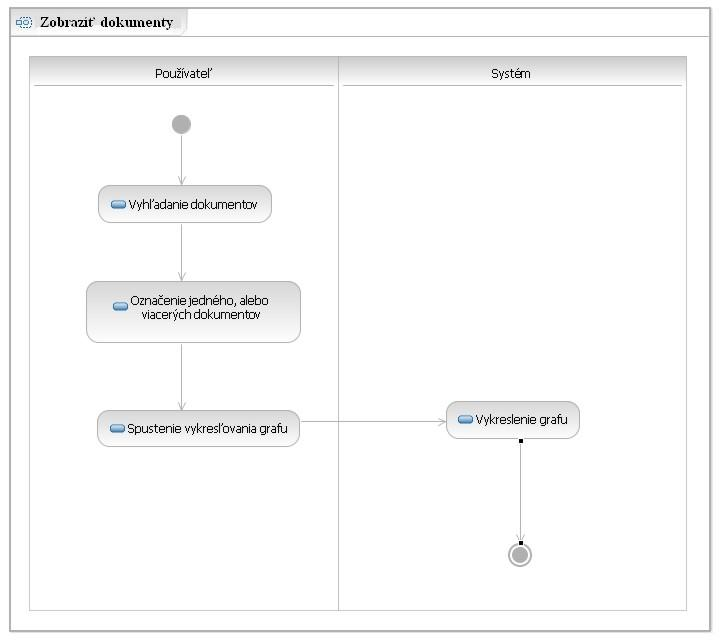 Zobraziť dokumenty
Používateľ
Systém
Vyhľadanie dokumentov
Označenie jedného, alebo
viacerých dokumentov
Spustenie vykresľovania grafu
Vykreslenie grafu